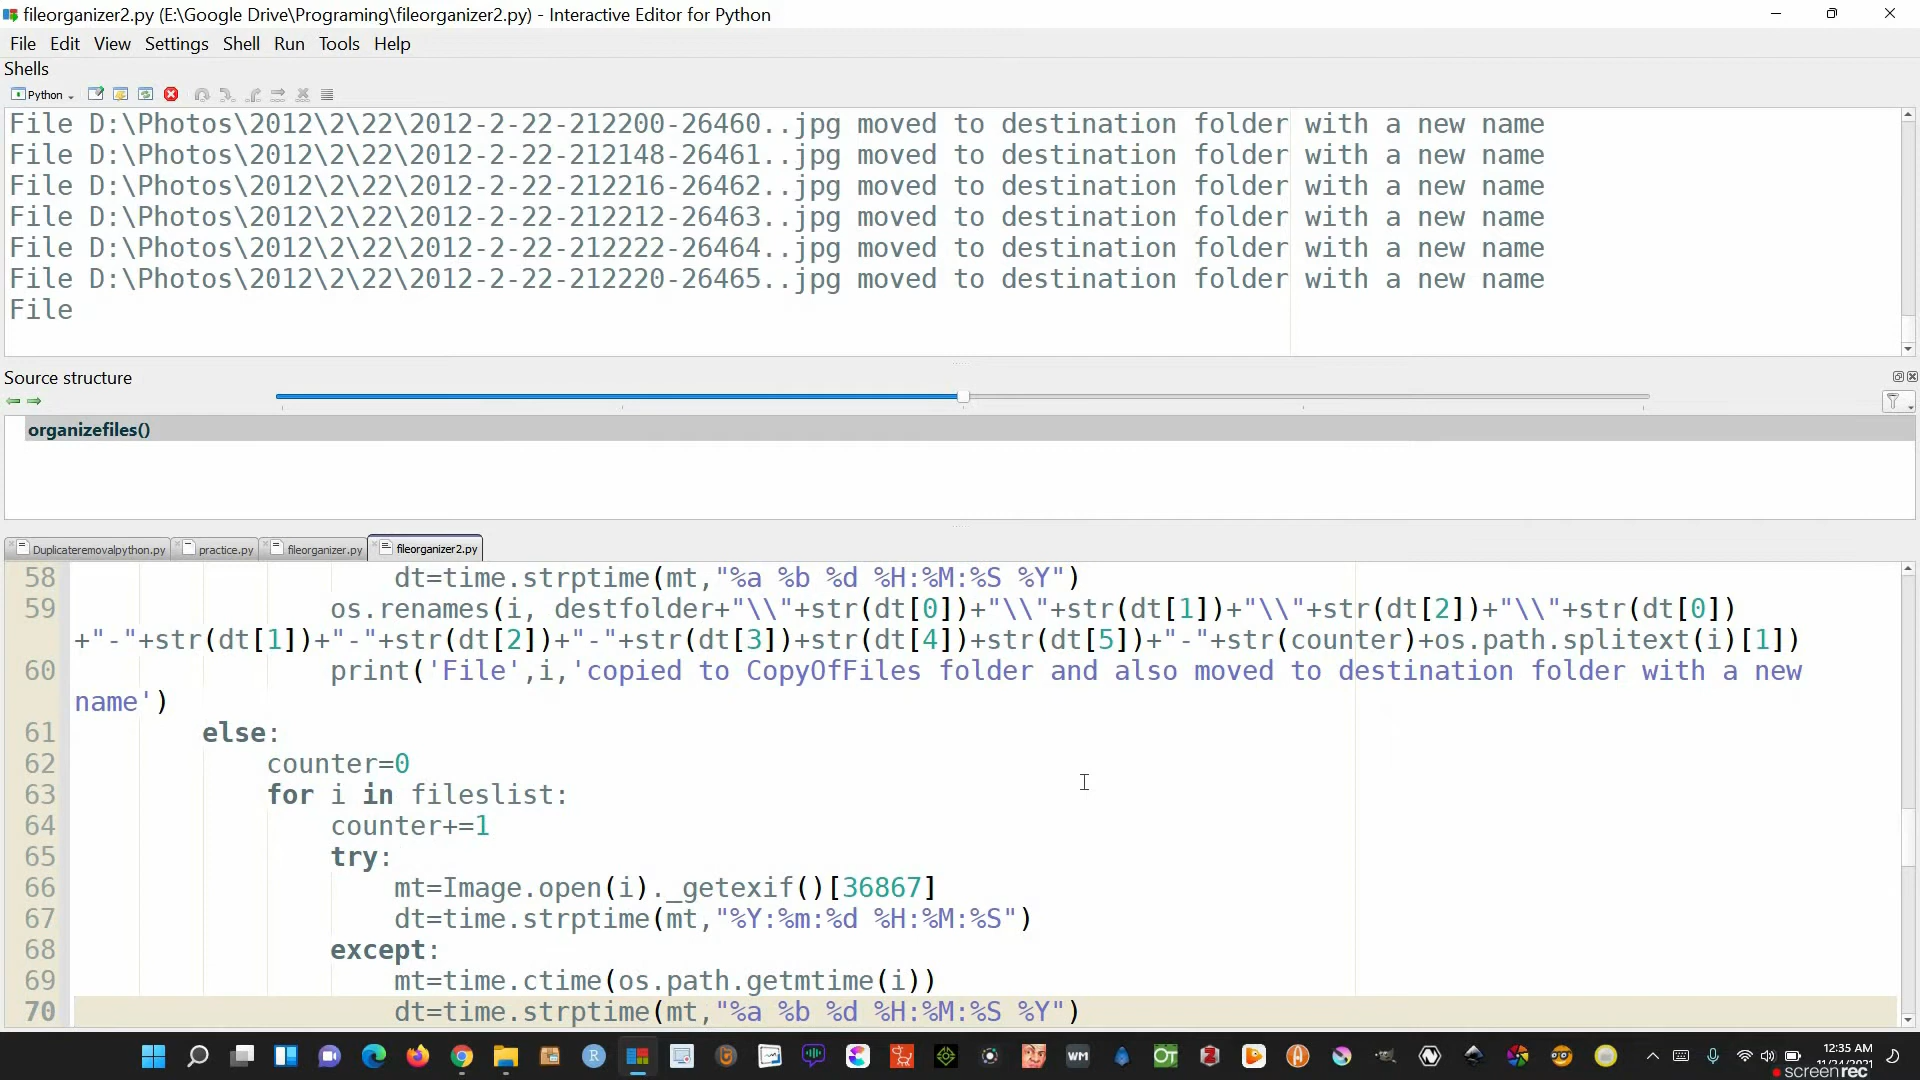 fileorganizer2.py (E:\Google Drive\Programing\fileorganizer2.py) - Interactive Editor for Python
File Edit View Settings Shell Run Tools Help
Shells
Python
File D:\Photos\2012\2\22\2012-2-22-212200-26460..jpg moved to destination folder with a new name
File D:\Photos\2012\2\22\2012-2-22-212148-26461..jpg moved to destination folder with a new name
File D:\Photos\2012\2\22\2012-2-22-212216-26462..jpg moved to destination folder with a new name
File D:\Photos\2012\2\22\2012-2-22-212212-26463..jpg moved to destination folder with a new name
File D:\Photos\2012\2\22\2012-2-22-212222-26464..jpg moved to destination folder with a new name
File D:\Photos\2012\2\22\2012-2-22-212220-26465..jpg moved to destination folder with a new name
File
Source structure
organizefiles()
Duplicateremovalpython.py practice.py fileorganizer.py fileorganizer2.py
58 dt=time.strptime(mt,"%a %b %d %H:%M:%S %Y")
59 os.renames(i, destfolder+"\\"+str(dt[0])+"\\"+str(dt[1])+"\\"+str(dt[2])+"\\"+str(dt[0])
+"-"+str(dt[1])+"-"+str(dt[2])+"-"+str(dt[3])+str(dt[4])+str(dt[5])+"-"+str(counter)+os.path.splitext(i)[1])
60 print('File',i,'copied to CopyOfFiles folder and also moved to destination folder with a new
name')
61 else:
62 counter=0
63 for i in fileslist:
64 counter+=1
65 try:
66 mt=Image.open(i)._getexif()[36867]
67 dt=time.strptime(mt,"%Y:%m:%d %H:%M:%S")
68 except:
69 mt=time.ctime(os.path.getmtime(i))
70 dt=time.strptime(mt,"%a %b %d %H:%M:%S %Y")
R WM OT
12:35 AM
screenrec